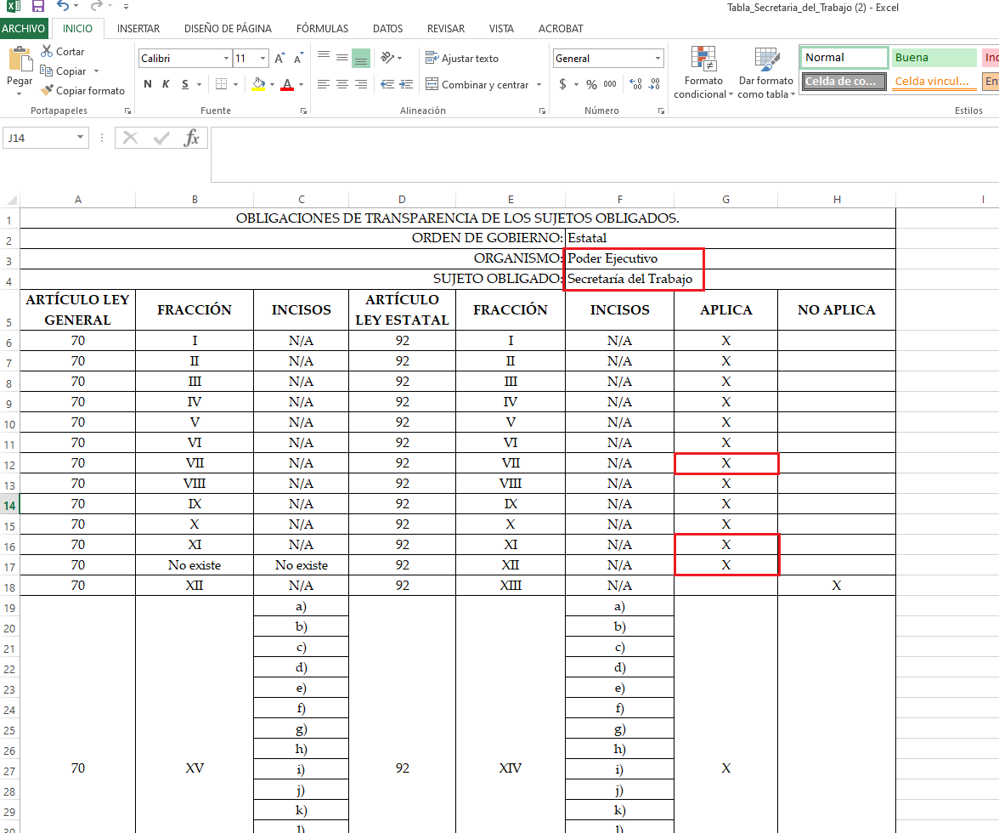 Tabla_Secretaria_del_Trabajo (2) - Excel
ARCHIVO INICIO INSERTAR DISEÑO DE PÁGINA FÓRMULAS DATOS REVISAR VISTA ACROBAT
Pegar
Cortar
Copiar
Copiar formato
Portapapeles
Calibri 11
N K S
Fuente
Ajustar texto
Combinar y centrar
Alineación
General
$ % 000
Número
Formato condicional
Dar formato como tabla
Normal Buena
Celda de co... Celda vincul...
Estilos
J14 fx
A B C D E F G H I
1 OBLIGACIONES DE TRANSPARENCIA DE LOS SUJETOS OBLIGADOS.
2 ORDEN DE GOBIERNO: Estatal
3 ORGANISMO: Poder Ejecutivo
4 SUJETO OBLIGADO: Secretaría del Trabajo
5 ARTÍCULO LEY GENERAL FRACCIÓN INCISOS ARTÍCULO LEY ESTATAL FRACCIÓN INCISOS APLICA NO APLICA
6 70 I N/A 92 I N/A X
7 70 II N/A 92 II N/A X
8 70 III N/A 92 III N/A X
9 70 IV N/A 92 IV N/A X
10 70 V N/A 92 V N/A X
11 70 VI N/A 92 VI N/A X
12 70 VII N/A 92 VII N/A X
13 70 VIII N/A 92 VIII N/A X
14 70 IX N/A 92 IX N/A X
15 70 X N/A 92 X N/A X
16 70 XI N/A 92 XI N/A X
17 70 No existe No existe 92 XII N/A X
18 70 XII N/A 92 XIII N/A X
19 a) a)
20 b) b)
21 c) c)
22 d) d)
23 e) e)
24 f) f)
25 g) g)
26 h) h)
27 70 XV i) 92 XIV i) X
28 j) j)
29 k) k)
30 l) l)